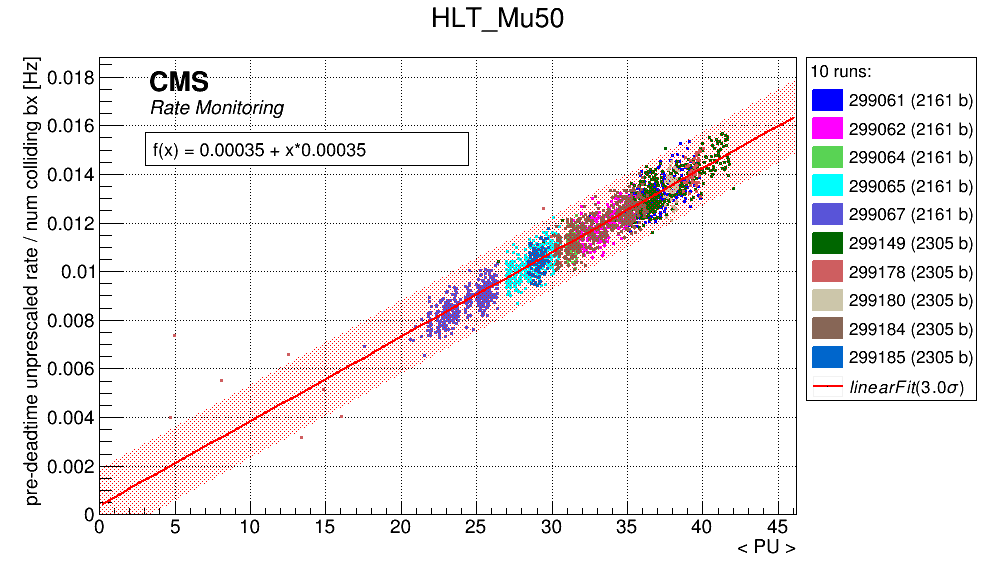 HLT_Mu50
pre-deadtime unprescaled rate / num colliding bx [Hz]
0.018
0.016
0.014
0.012
0.01
0.008
0.006
0.004
0.002
0
CMS
Rate Monitoring
f(x) = 0.00035 + x*0.00035
0 5 10 15 20 25 30 35 40 45
< PU >
10 runs:
299061 (2161 b)
299062 (2161 b)
299064 (2161 b)
299065 (2161 b)
299067 (2161 b)
299149 (2305 b)
299178 (2305 b)
299180 (2305 b)
299184 (2305 b)
299185 (2305 b)
linearFit(3.0σ)